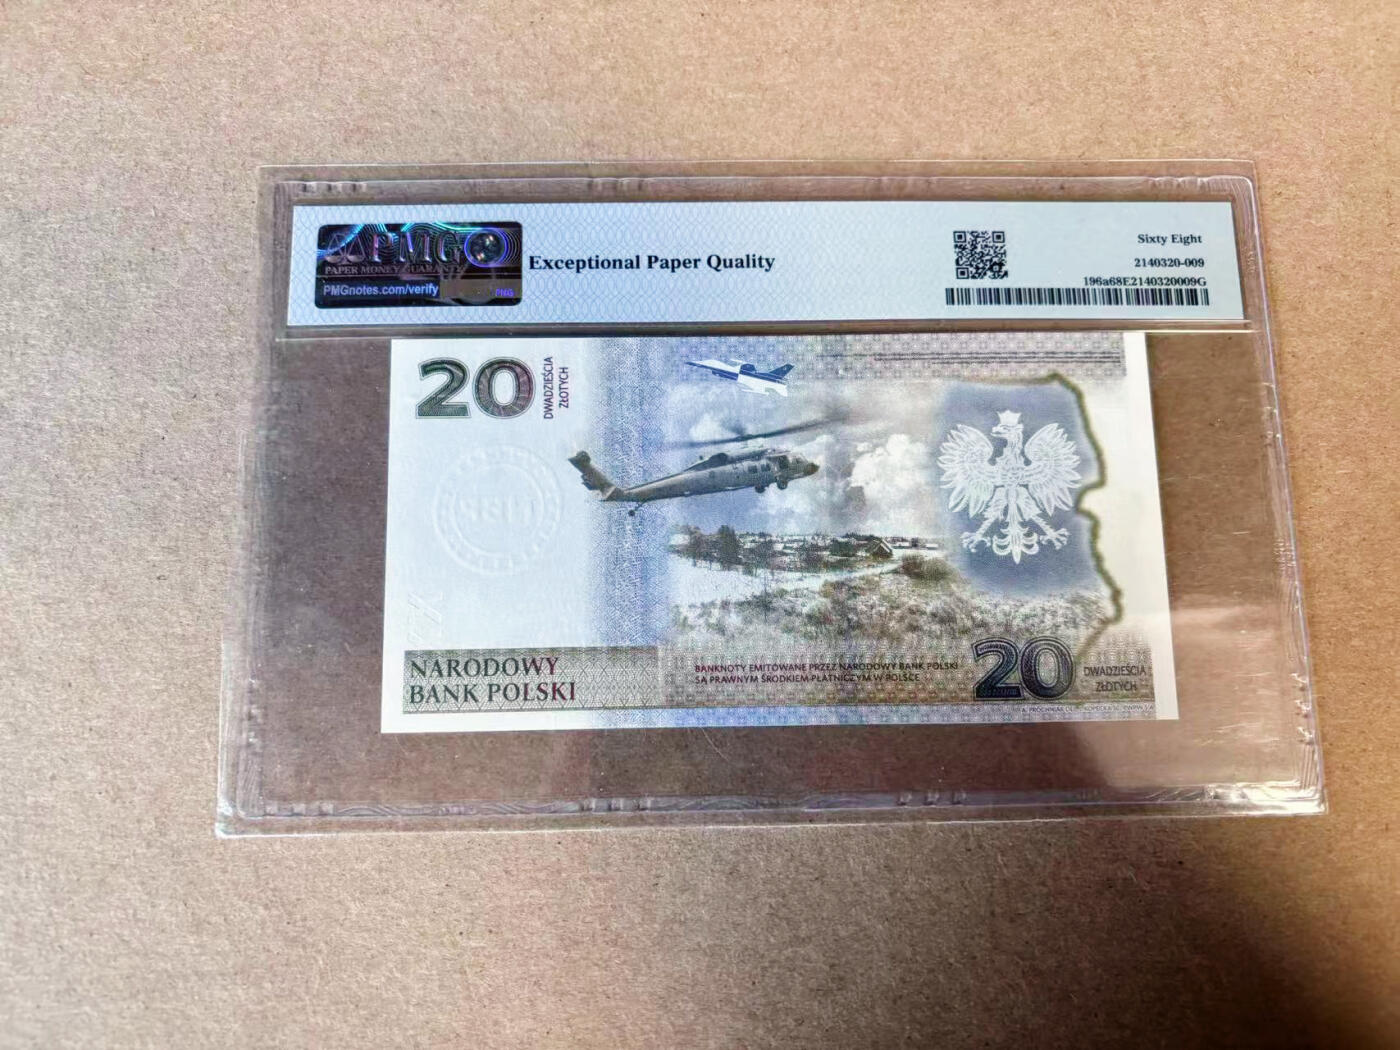 PMG
PAPER MONEY GUARANTY
PMGnotes.com/verify
PMG
Exceptional Paper Quality
Sixty Eight
2140320-009
196a68E2140320009G
20
DWADZIEŚCIA
ZŁOTYCH
NARODOWY
BANK POLSKI
BANKNOTY EMITOWANE PRZEZ NARODOWY BANK POLSKI
SĄ PRAWNYM ŚRODKIEM PŁATNICZYM W POLSCE
20
DWADZIEŚCIA
ZŁOTYCH